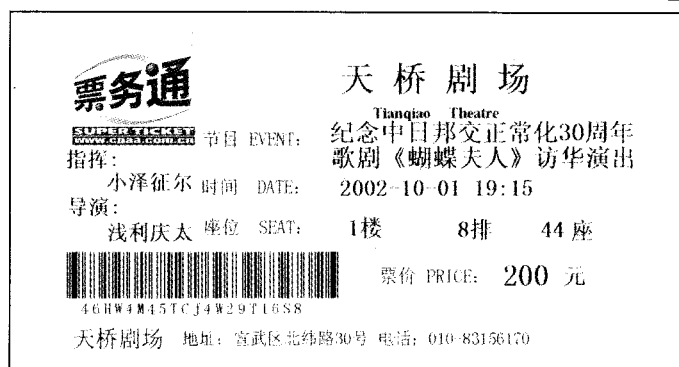 票务通
SUPER TICKET
www.cnaa.com.cn
天桥剧场
Tianqiao Theatre
节目 EVENT: 纪念中日邦交正常化30周年
歌剧《蝴蝶夫人》访华演出
指挥:
小泽征尔
时间 DATE: 2002-10-01 19:15
导演:
浅利庆太
座位 SEAT: 1楼 8排 44座
票价 PRICE: 200 元
46HW4M45TCj4W29T16S8
天桥剧场 地址: 宣武区北纬路30号 电话: 010-83156170